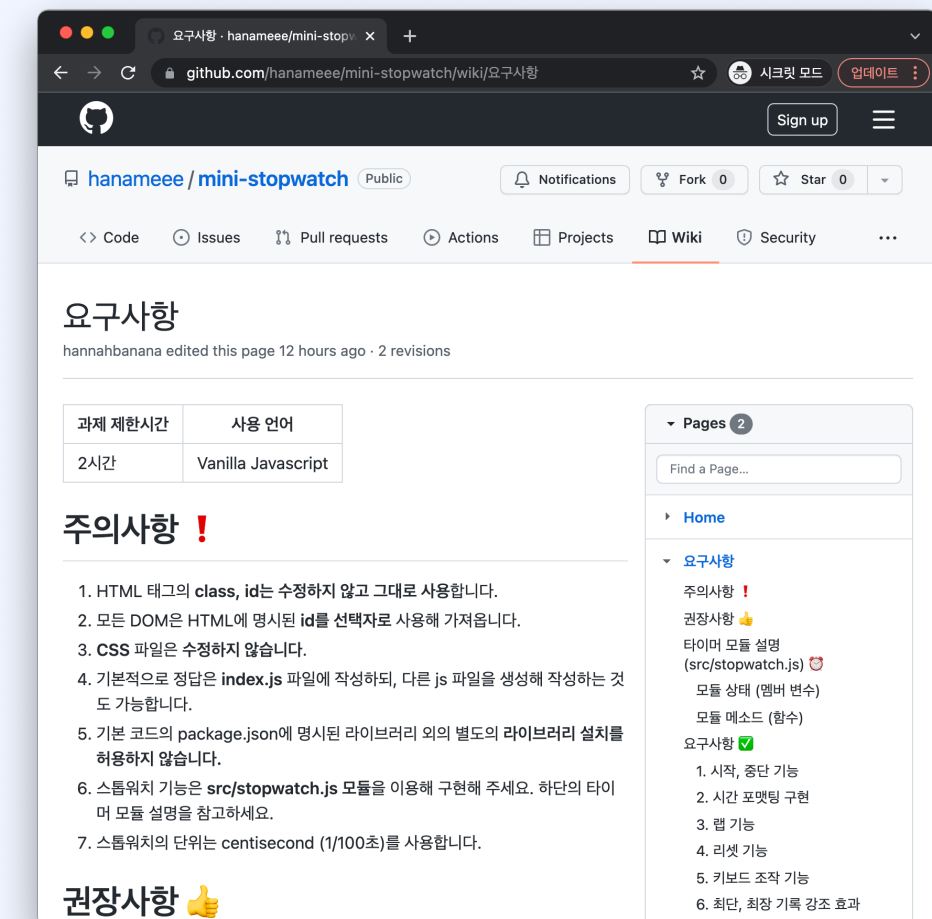 요구사항 · hanameee/mini-stopw
github.com/hanameee/mini-stopwatch/wiki/요구사항
시크릿 모드
업데이트
Sign up
hanameee / mini-stopwatch
Public
Notifications
Fork 0
Star 0
Code
Issues
Pull requests
Actions
Projects
Wiki
Security
요구사항
hannahbanana edited this page 12 hours ago · 2 revisions
과제 제한시간 사용 언어
2시간 Vanilla Javascript
주의사항 ❗
1. HTML 태그의 class, id는 수정하지 않고 그대로 사용합니다.
2. 모든 DOM은 HTML에 명시된 id를 선택자로 사용해 가져옵니다.
3. CSS 파일은 수정하지 않습니다.
4. 기본적으로 정답은 index.js 파일에 작성하되, 다른 js 파일을 생성해 작성하는 것
도 가능합니다.
5. 기본 코드의 package.json에 명시된 라이브러리 외의 별도의 라이브러리 설치를
허용하지 않습니다.
6. 스톱워치 기능은 src/stopwatch.js 모듈을 이용해 구현해 주세요. 하단의 타이
머 모듈 설명을 참고하세요.
7. 스톱워치의 단위는 centisecond (1/100초)를 사용합니다.
권장사항 👍
Pages 2
Find a Page...
Home
요구사항
주의사항 ❗
권장사항 👍
타이머 모듈 설명
(src/stopwatch.js) ⏰
모듈 상태 (멤버 변수)
모듈 메소드 (함수)
요구사항 ✅
1. 시작, 중단 기능
2. 시간 포맷팅 구현
3. 랩 기능
4. 리셋 기능
5. 키보드 조작 기능
6. 최단, 최장 기록 강조 효과